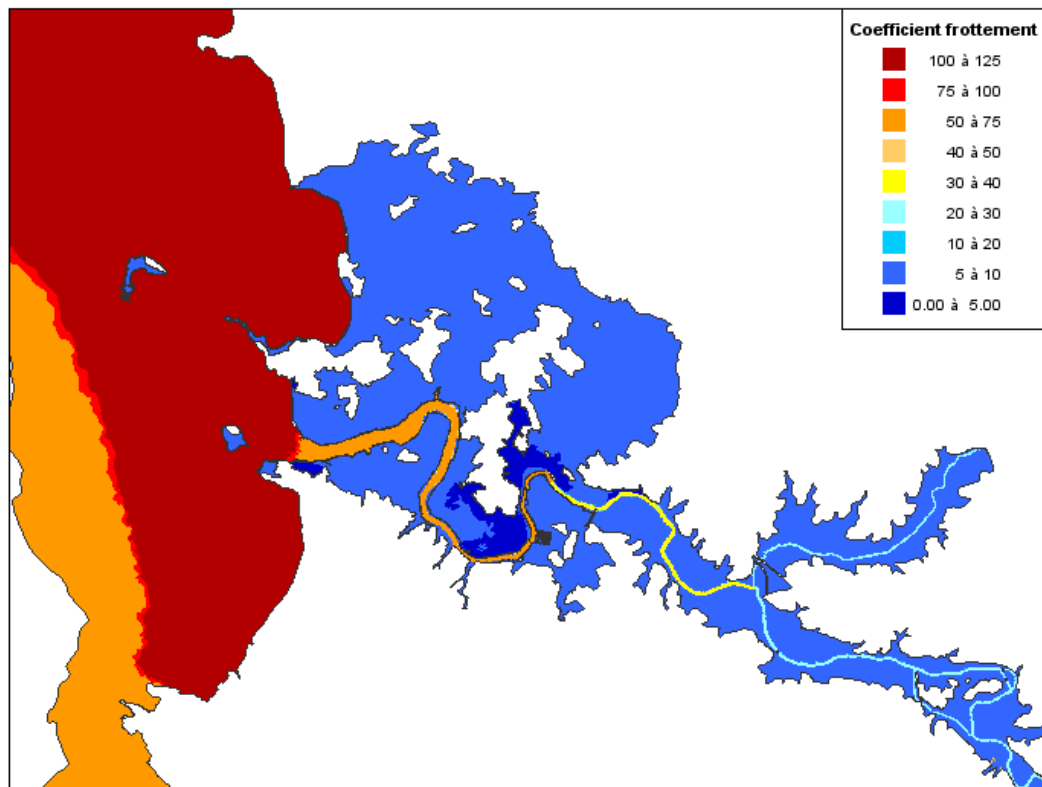 Coefficient frottement
100 à 125
75 à 100
50 à 75
40 à 50
30 à 40
20 à 30
10 à 20
5 à 10
0.00 à 5.00